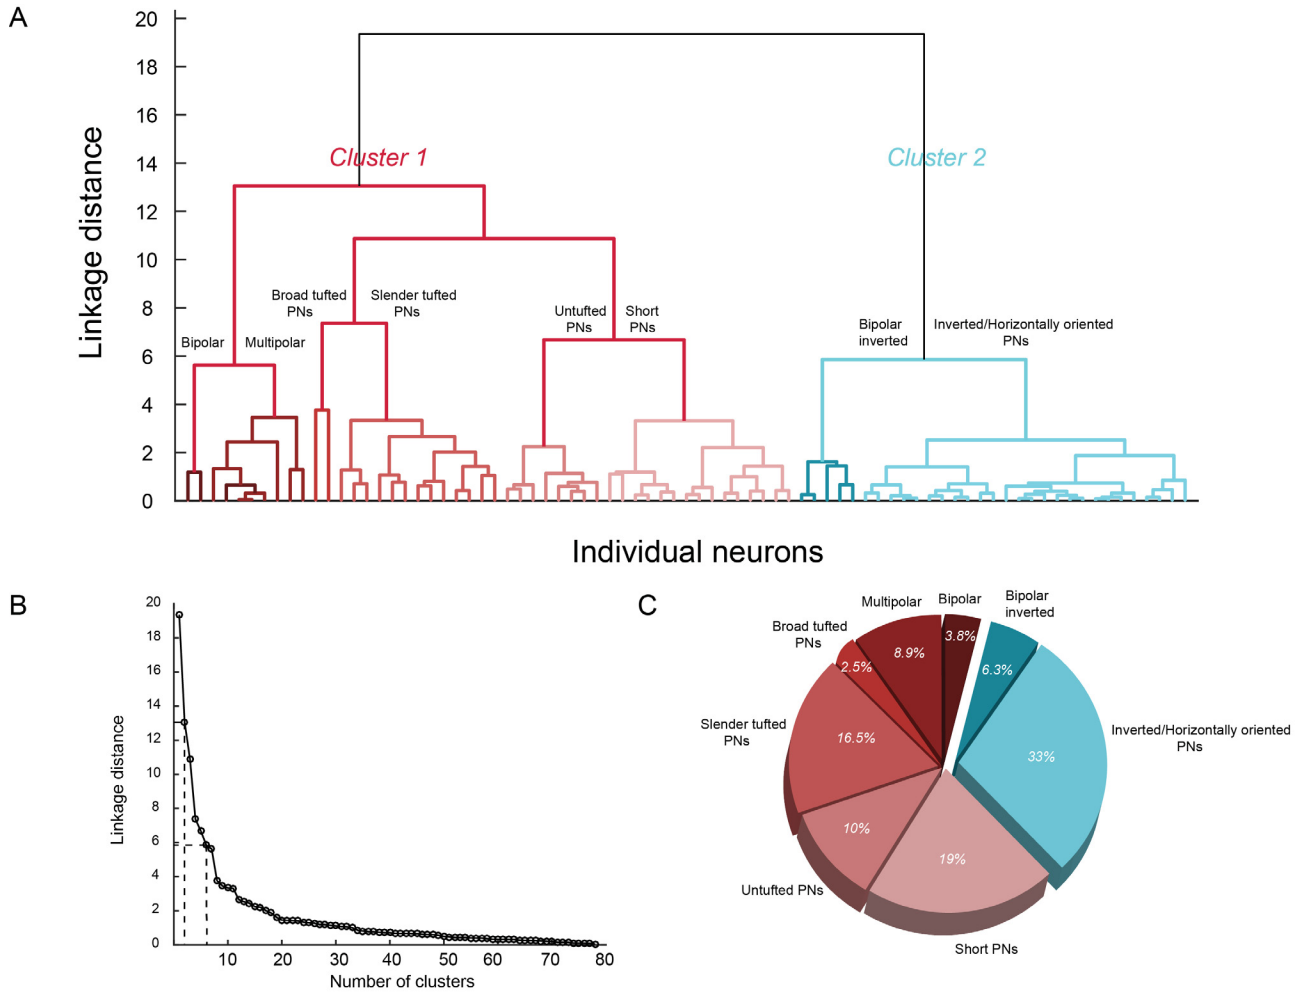 A
20
18
16
14
12
10
8
6
4
2
0
Linkage distance
Cluster 1
Cluster 2
Broad tufted
PNs
Slender tufted
PNs
Untufted
PNs
Short
PNs
Bipolar
inverted
Inverted/Horizontally oriented
PNs
Bipolar
Multipolar
Individual neurons
B
20
18
16
14
12
10
8
6
4
2
0
Linkage distance
10
20
30
40
50
60
70
80
Number of clusters
C
Multipolar
Bipolar
Bipolar
inverted
Broad tufted
PNs
Slender tufted
PNs
Inverted/Horizontally oriented
PNs
Untufted PNs
Short PNs
3.8%
8.9%
6.3%
2.5%
16.5%
33%
10%
19%